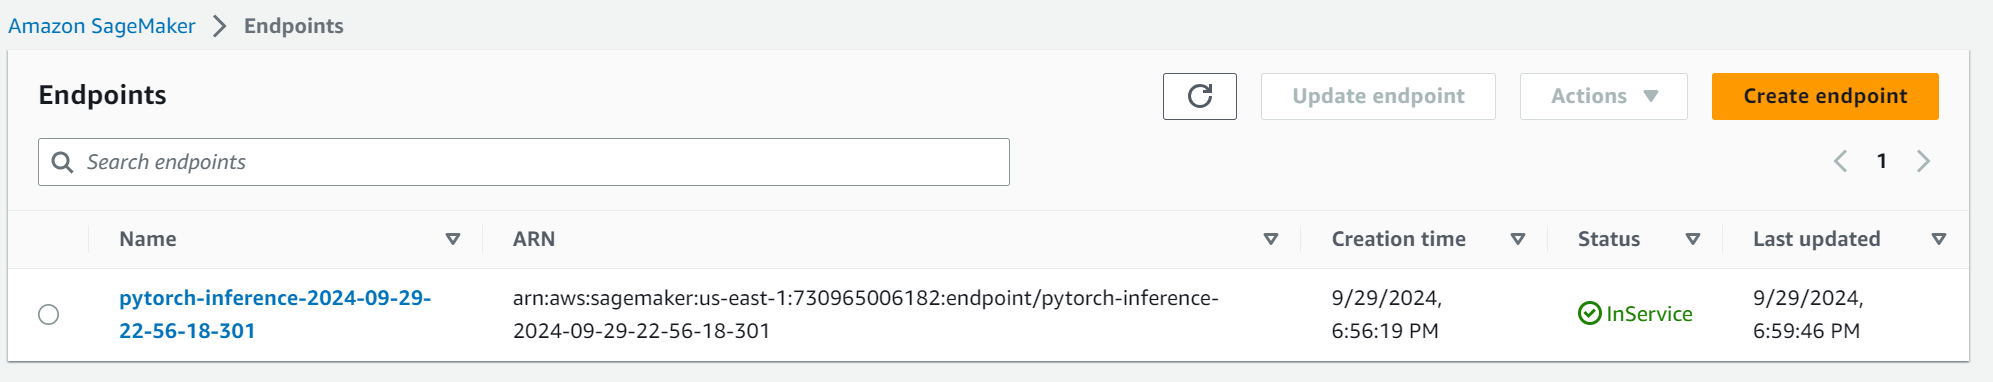 Amazon SageMaker > Endpoints
Endpoints
Update endpoint
Actions
Create endpoint
Search endpoints
1
Name ARN Creation time Status Last updated
pytorch-inference-2024-09-29-
22-56-18-301
arn:aws:sagemaker:us-east-1:730965006182:endpoint/pytorch-inference-
2024-09-29-22-56-18-301
9/29/2024,
6:56:19 PM
InService
9/29/2024,
6:59:46 PM